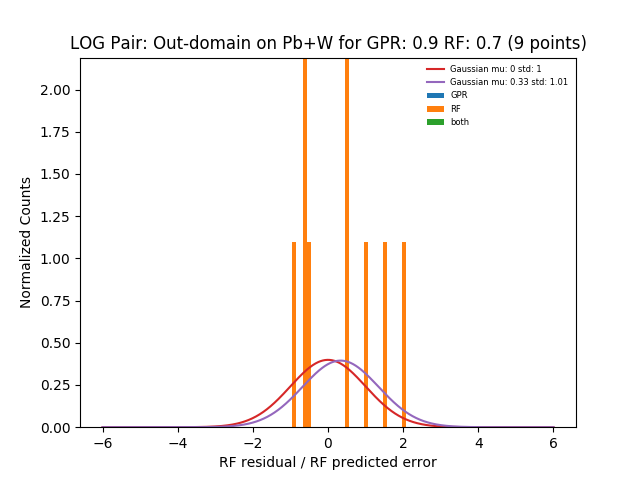 LOG Pair: Out-domain on Pb+W for GPR: 0.9 RF: 0.7 (9 points)
Gaussian mu: 0 std: 1
Gaussian mu: 0.33 std: 1.01
GPR
RF
both
Normalized Counts
2.00
1.75
1.50
1.25
1.00
0.75
0.50
0.25
0.00
−6
−4
−2
0
2
4
6
RF residual / RF predicted error